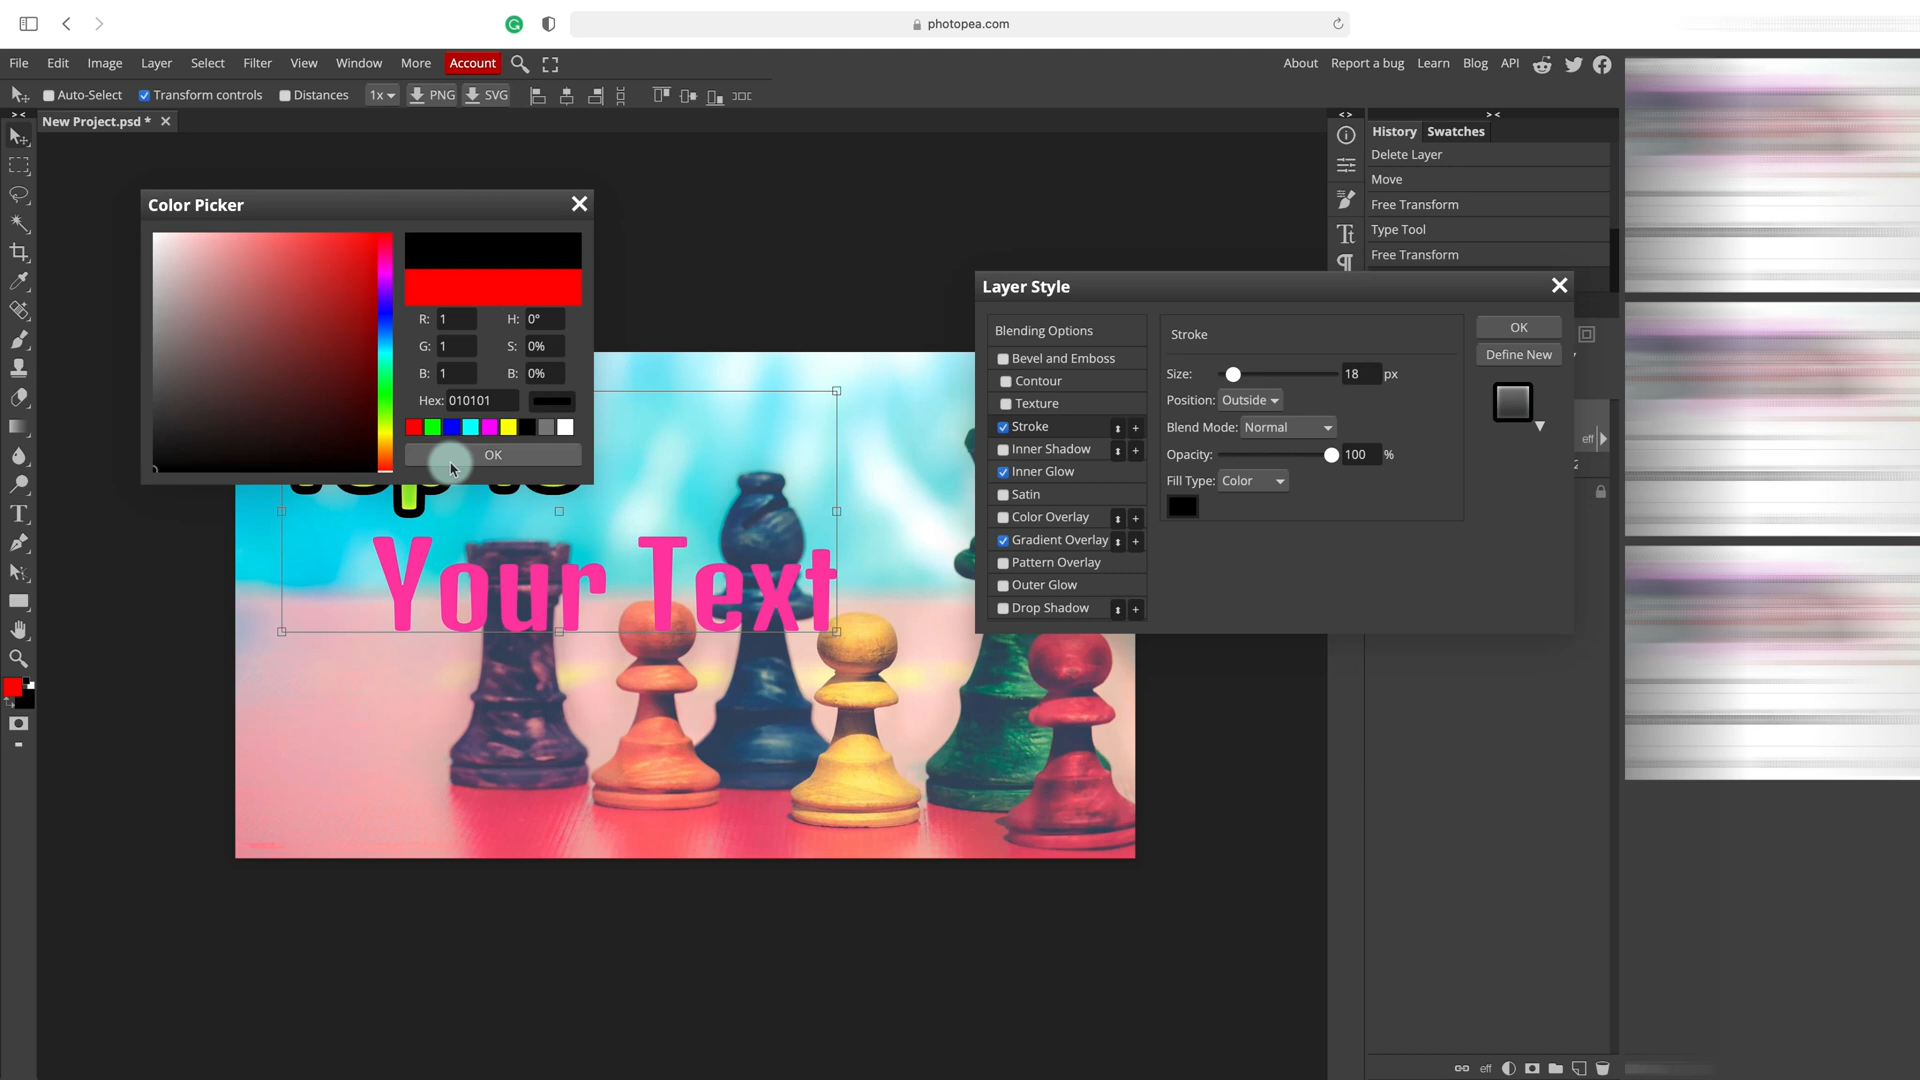 photopea.com
File Edit Image Layer Select Filter View Window More Account
About Report a bug Learn Blog API
Auto-Select Transform controls Distances 1x PNG SVG
New Project.psd *
History Swatches
Delete Layer
Move
Free Transform
Type Tool
Free Transform
Color Picker
R: 1 H: 0°
G: 1 S: 0%
B: 1 B: 0%
Hex: 010101
OK
Layer Style
Blending Options
Bevel and Emboss
Contour
Texture
Stroke
Inner Shadow
Inner Glow
Satin
Color Overlay
Gradient Overlay
Pattern Overlay
Outer Glow
Drop Shadow
Stroke
Size: 18 px
Position: Outside
Blend Mode: Normal
Opacity: 100 %
Fill Type: Color
OK
Define New
eff
Your Text
eff